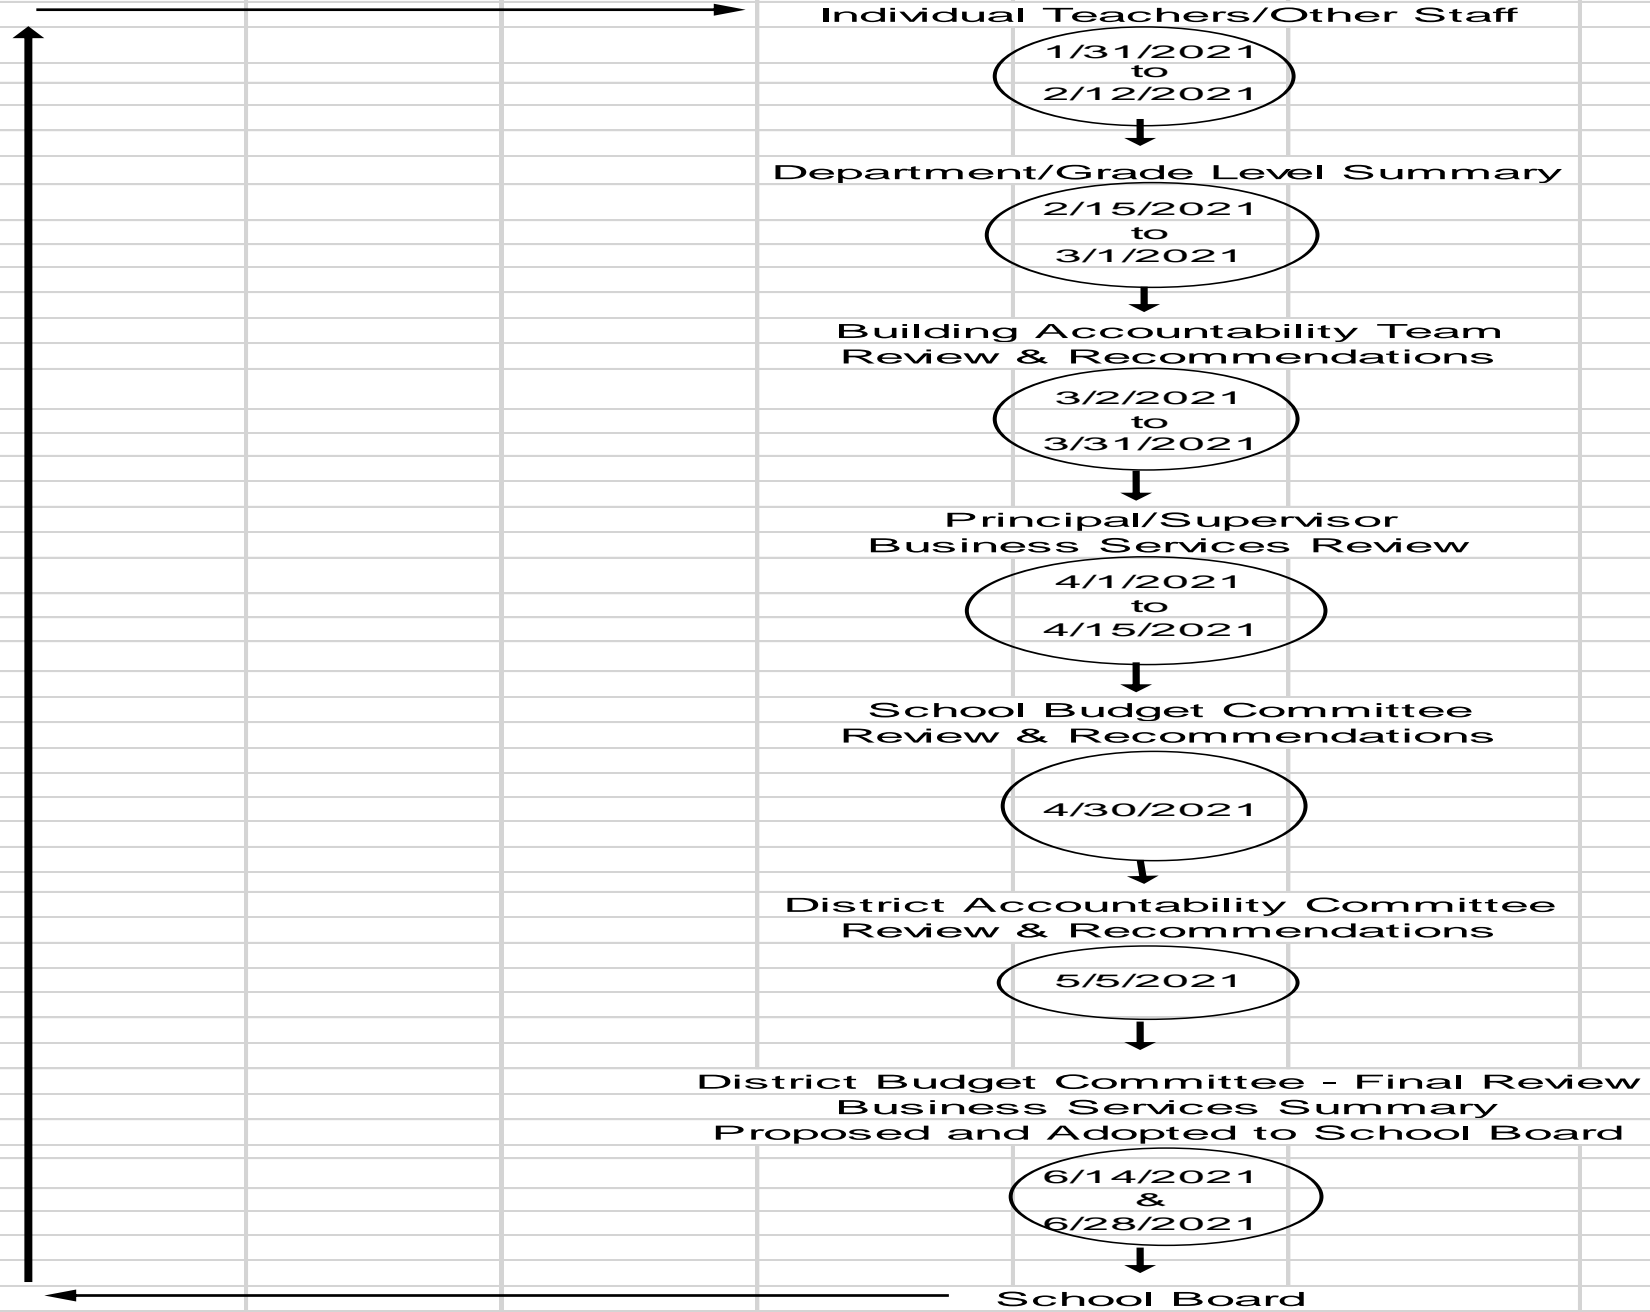 Individual Teachers/Other Staff
1/31/2021
to
2/12/2021
Department/Grade Level Summary
2/15/2021
to
3/1/2021
Building Accountability Team
Review & Recommendations
3/2/2021
to
3/31/2021
Principal/Supervisor
Business Services Review
4/1/2021
to
4/15/2021
School Budget Committee
Review & Recommendations
4/30/2021
District Accountability Committee
Review & Recommendations
5/5/2021
District Budget Committee - Final Review
Business Services Summary
Proposed and Adopted to School Board
6/14/2021
&
6/28/2021
School Board